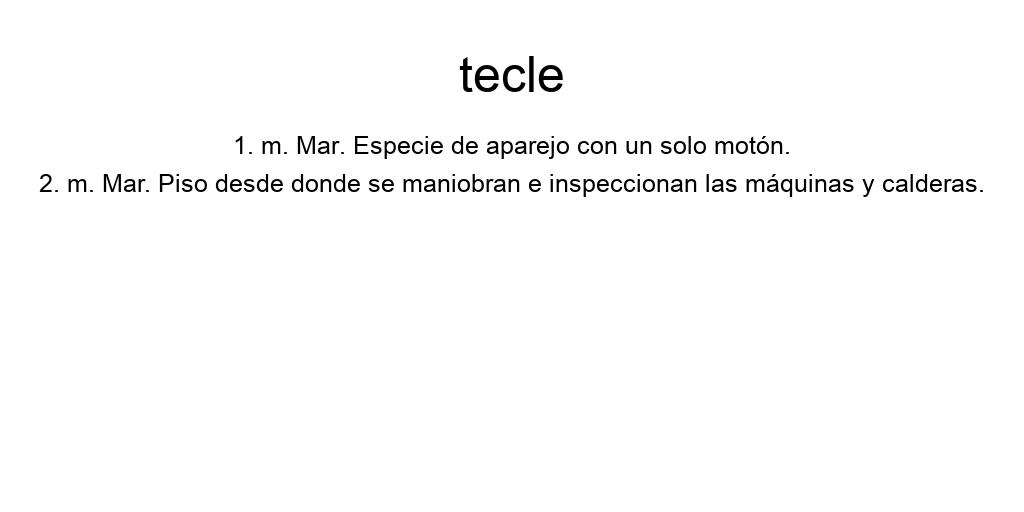 tecle
1. m. Mar. Especie de aparejo con un solo motón.
2. m. Mar. Piso desde donde se maniobran e inspeccionan las máquinas y calderas.